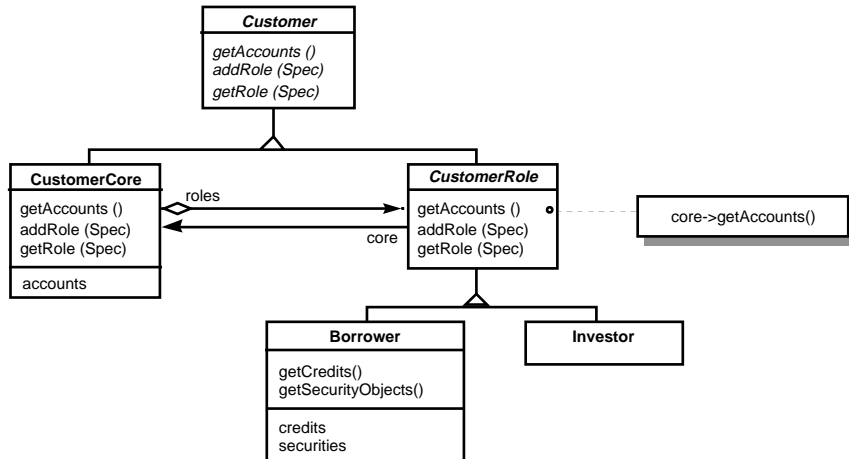 Customer
getAccounts ()
addRole (Spec)
getRole (Spec)
CustomerCore
getAccounts ()
addRole (Spec)
getRole (Spec)
accounts
roles
core
CustomerRole
getAccounts ()
addRole (Spec)
getRole (Spec)
core->getAccounts()
Borrower
getCredits()
getSecurityObjects()
credits
securities
Investor